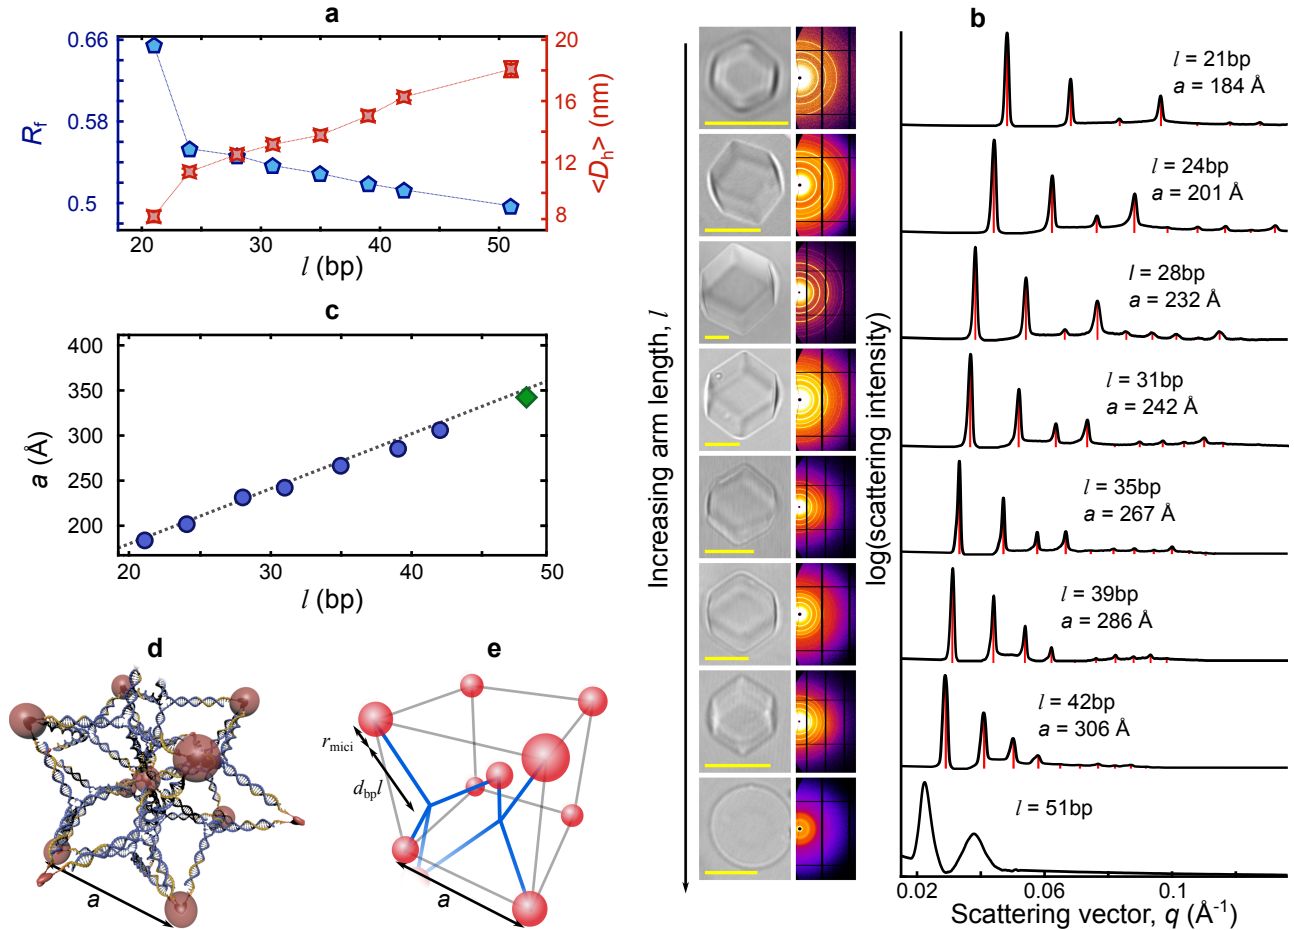 a
0.66
0.58
0.5
R_f
20
16
12
8
<D_h> (nm)
20
30
40
50
l (bp)
c
400
350
300
250
200
a (Å)
20
30
40
50
l (bp)
d
a
e
r_mici
d_bp l
a
Increasing arm length, l
b
log(scattering intensity)
l = 21bp
a = 184 Å
l = 24bp
a = 201 Å
l = 28bp
a = 232 Å
l = 31bp
a = 242 Å
l = 35bp
a = 267 Å
l = 39bp
a = 286 Å
l = 42bp
a = 306 Å
l = 51bp
0.02
0.06
0.1
Scattering vector, q (Å⁻¹)